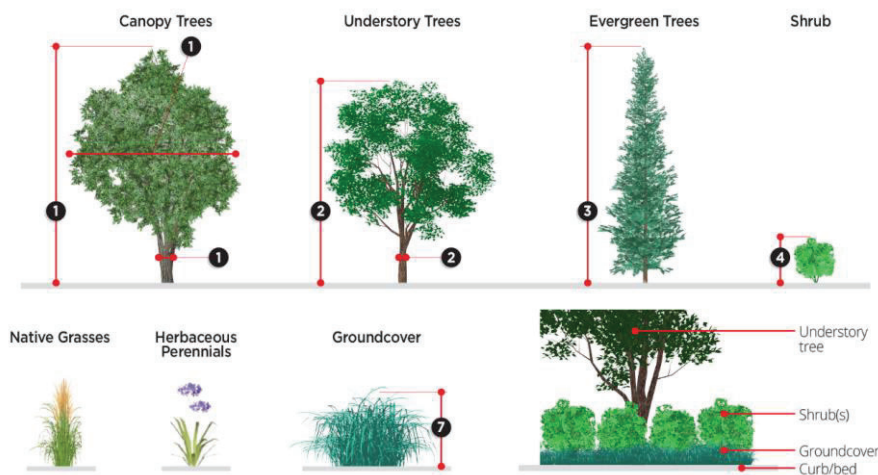 Canopy Trees
Understory Trees
Evergreen Trees
Shrub
1
1
1
2
2
3
4
Native Grasses
Herbaceous
Perennials
Groundcover
7
Understory
tree
Shrub(s)
Groundcover
Curb/bed